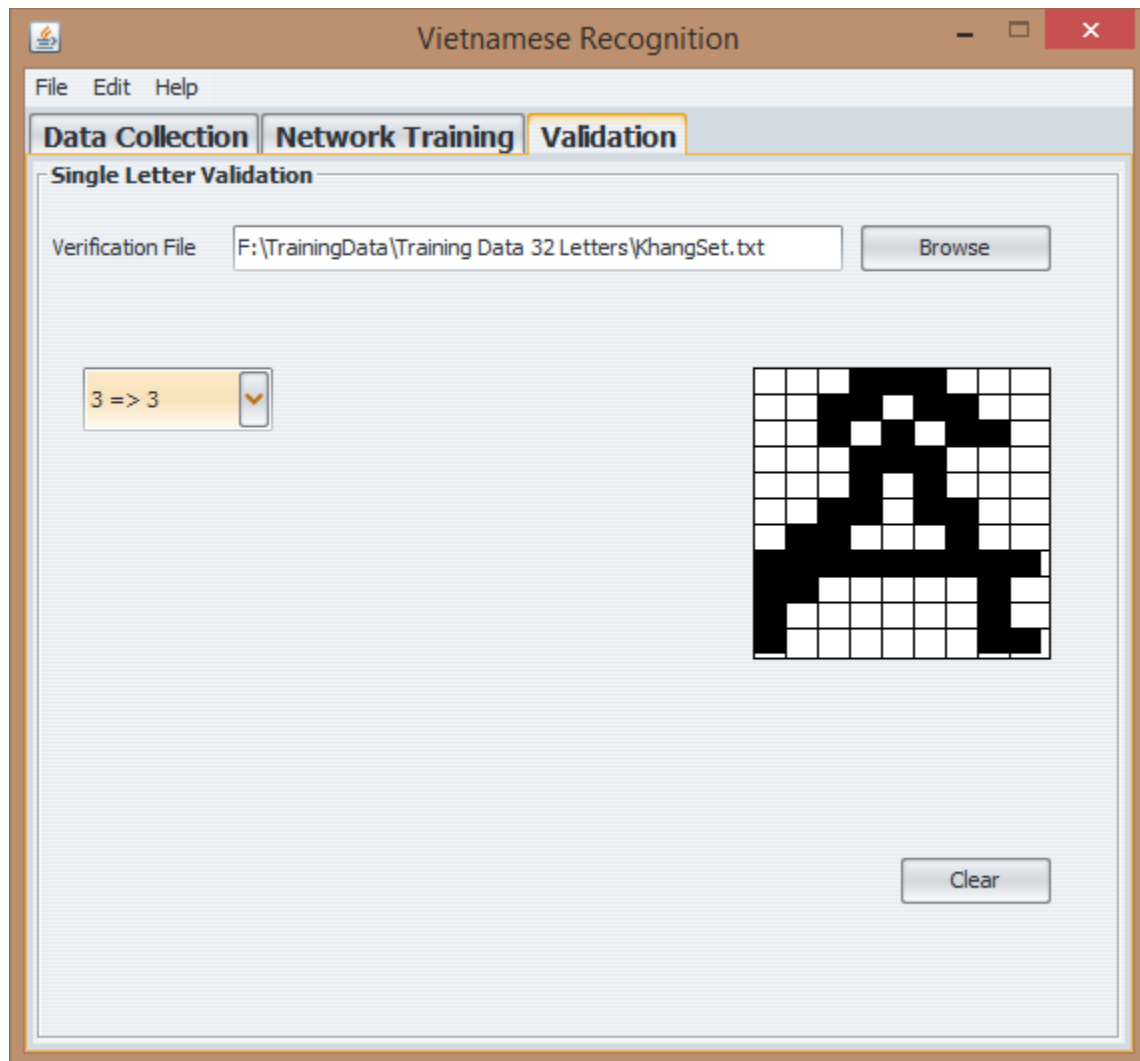 Vietnamese Recognition
File Edit Help
Data Collection Network Training Validation
Single Letter Validation
Verification File F:\TrainingData\Training Data 32 Letters\KhangSet.txt Browse
3 => 3
Clear